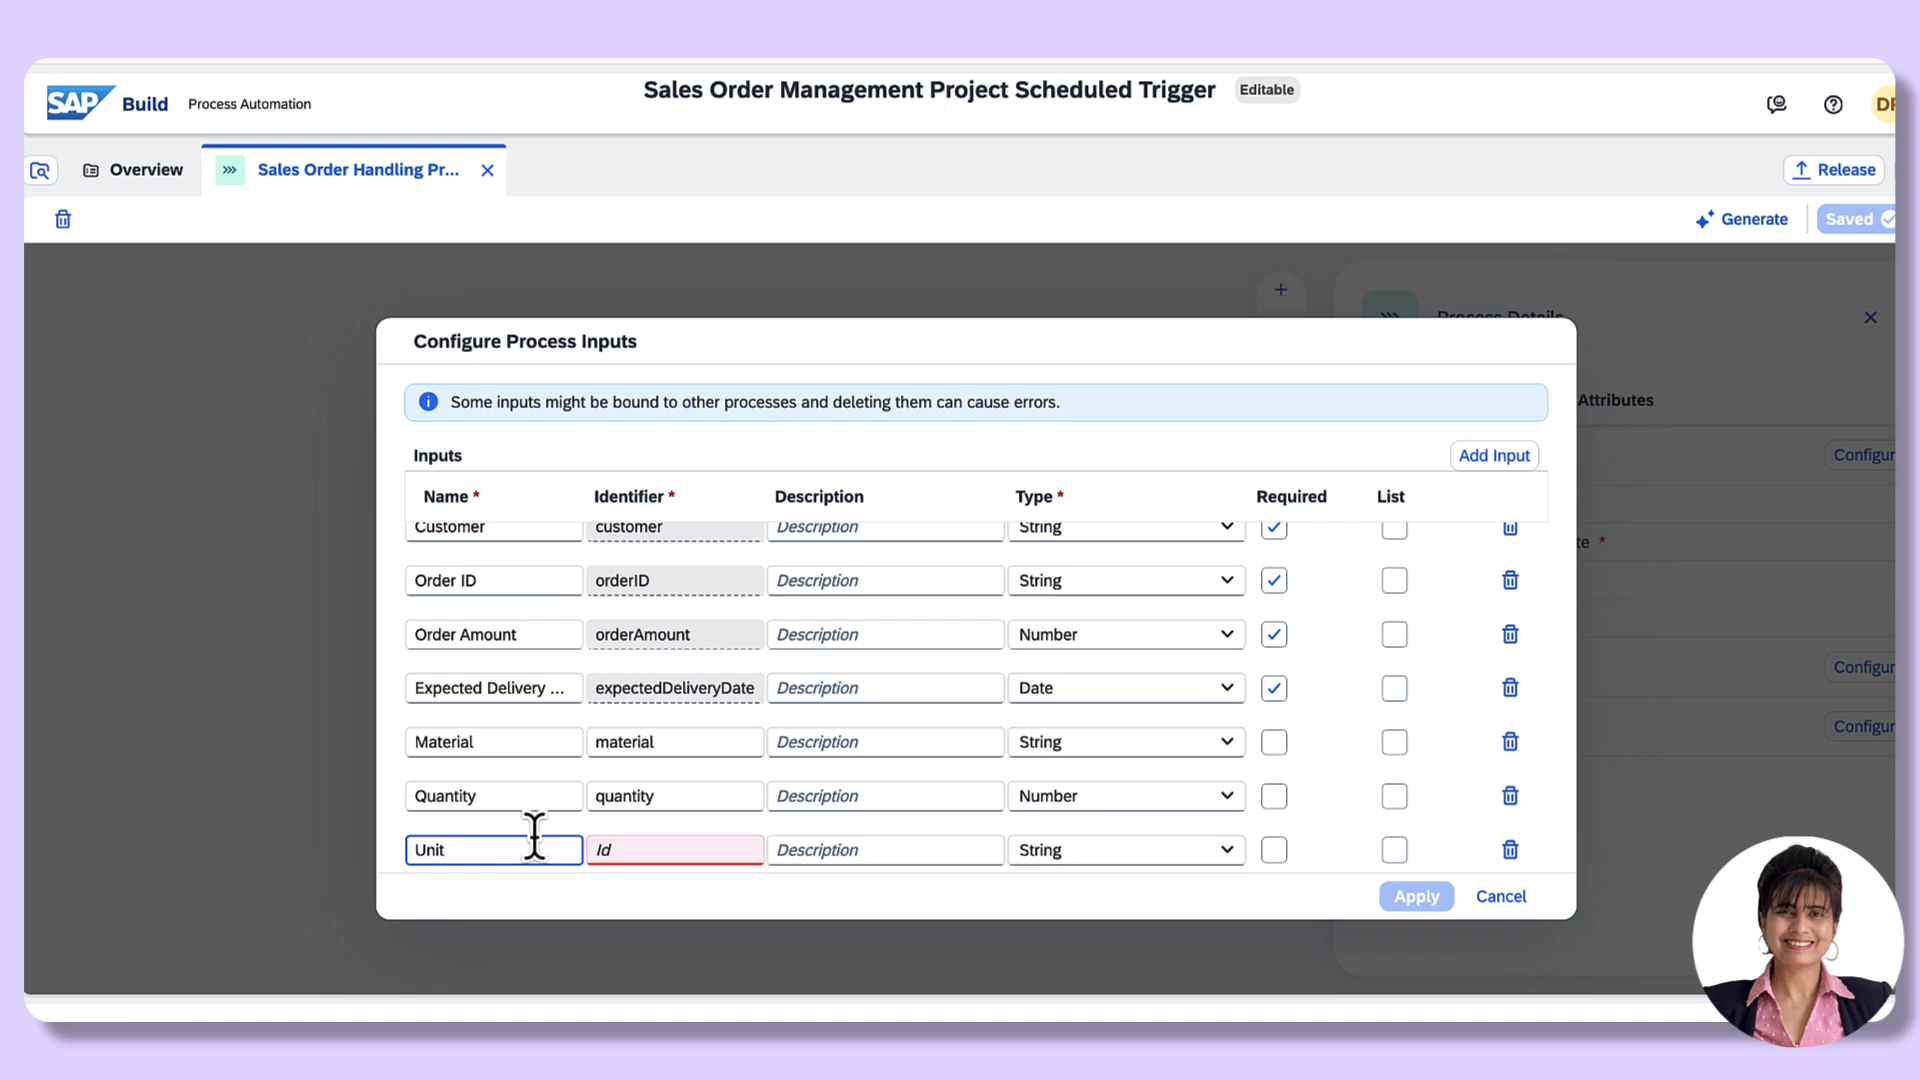 Sales Order Management Project Scheduled Trigger Editable
SAP Build Process Automation
Overview
Sales Order Handling Pr...
Release
Generate
Saved
Process Details
Configure Process Inputs
Some inputs might be bound to other processes and deleting them can cause errors.
Attributes
Inputs
Add Input
Configur
Name * Identifier * Description Type * Required List
Customer customer Description String
te *
Order ID orderID Description String
Order Amount orderAmount Description Number
Configur
Expected Delivery ... expectedDeliveryDate Description Date
Configur
Material material Description String
Quantity quantity Description Number
Unit Id Description String
Apply Cancel